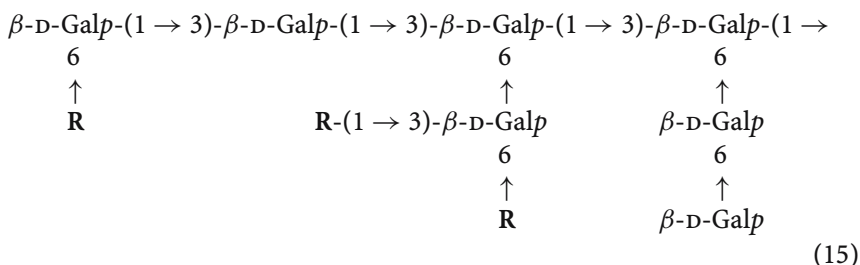 β-D-Galp-(1 → 3)-β-D-Galp-(1 → 3)-β-D-Galp-(1 → 3)-β-D-Galp-(1 →
6 6 6
↑ ↑ ↑
R R-(1 → 3)-β-D-Galp β-D-Galp
6 6
↑ ↑
R β-D-Galp
(15)